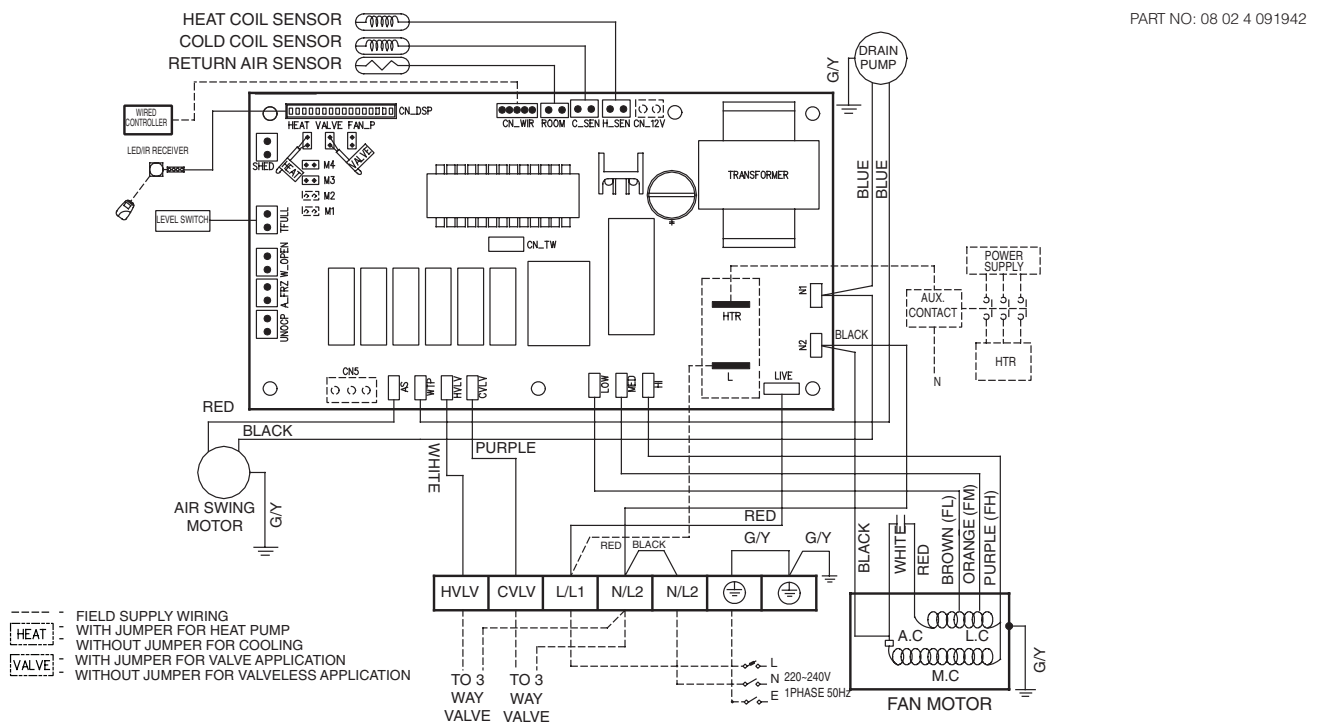 HEAT COIL SENSOR
COLD COIL SENSOR
RETURN AIR SENSOR
PART NO: 08 02 4 091942
DRAIN
PUMP
G/Y
WIRED
CONTROLLER
LED/IR RECEIVER
LEVEL SWITCH
CN_DSP
HEAT VALVE FAN_P
CN_WIR ROOM C_SEN H_SEN CN_12V
SHED
HEAT
VALVE
M4
M3
M2
M1
TFULL
W_OPEN
A_FRZ
UNOCP
CN_TW
TRANSFORMER
BLUE
BLUE
HTR
L
N1
N2
BLACK
POWER
SUPPLY
AUX.
CONTACT
HTR
N
CN5
AS
WTP
HVLV
CVLV
LOW
MED
HI
LIVE
RED
BLACK
WHITE
PURPLE
AIR SWING
MOTOR
G/Y
RED
RED BLACK
G/Y
G/Y
BLACK
WHITE
RED
BROWN (FL)
ORANGE (FM)
PURPLE (FH)
HVLV CVLV L/L1 N/L2 N/L2
A.C L.C
M.C
G/Y
FAN MOTOR
FIELD SUPPLY WIRING
HEAT - WITH JUMPER FOR HEAT PUMP
- WITHOUT JUMPER FOR COOLING
VALVE - WITH JUMPER FOR VALVE APPLICATION
- WITHOUT JUMPER FOR VALVELESS APPLICATION
TO 3
WAY
VALVE
TO 3
WAY
VALVE
L
N 220~240V
E 1PHASE 50Hz